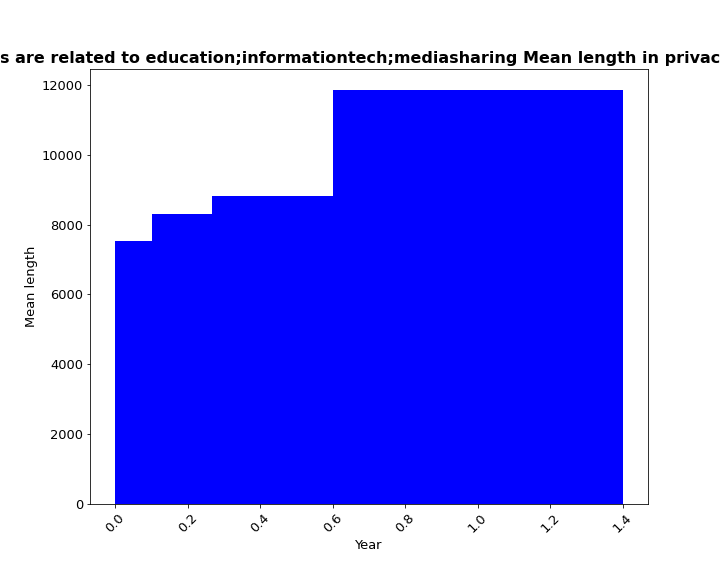 s are related to education;informationtech;mediasharing Mean length in privac
12000
10000
8000
6000
4000
2000
0
Mean length
0.0 0.2 0.4 0.6 0.8 1.0 1.2 1.4
Year